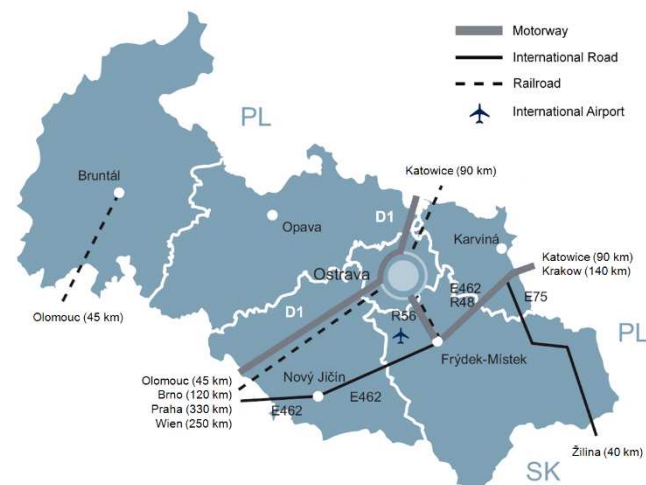 Motorway
International Road
Railroad
International Airport
PL
Bruntál
Katowice (90 km)
D1
Opava
Karviná
Ostrava
Katowice (90 km)
Krakow (140 km)
E462
R48
E75
Olomouc (45 km)
D1
R56
PL
Frýdek-Místek
Olomouc (45 km)
Brno (120 km)
Praha (330 km)
Wien (250 km)
Nový Jičín
E462
E462
Žilina (40 km)
SK